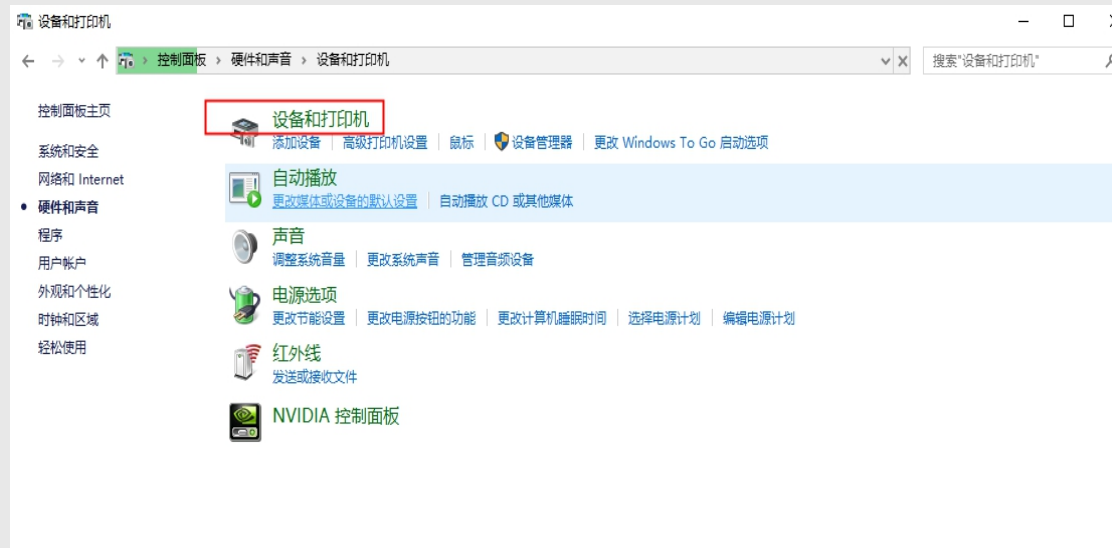 设备和打印机
控制面板 › 硬件和声音 › 设备和打印机
搜索"设备和打印机"
控制面板主页
系统和安全
网络和 Internet
硬件和声音
程序
用户帐户
外观和个性化
时钟和区域
轻松使用
设备和打印机
添加设备 高级打印机设置 鼠标 设备管理器 更改 Windows To Go 启动选项
自动播放
更改媒体或设备的默认设置 自动播放 CD 或其他媒体
声音
调整系统音量 更改系统声音 管理音频设备
电源选项
更改节能设置 更改电源按钮的功能 更改计算机睡眠时间 选择电源计划 编辑电源计划
红外线
发送或接收文件
NVIDIA 控制面板